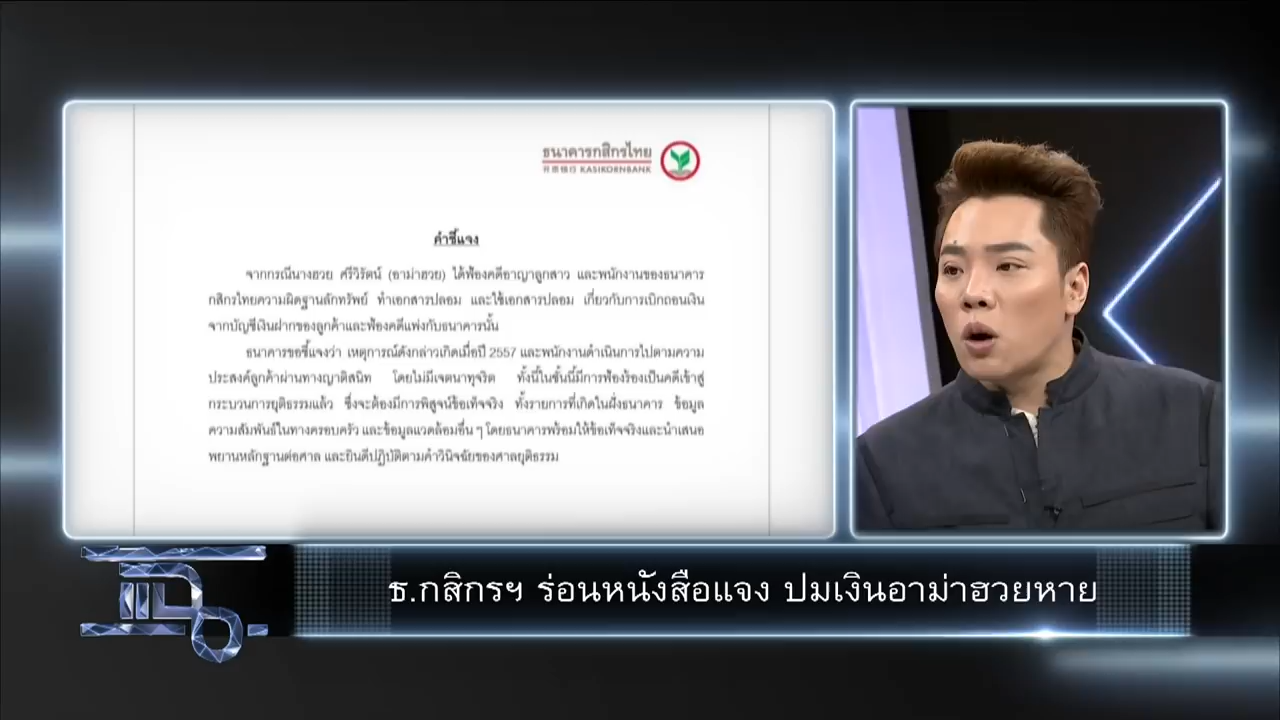 ธนาคารกสิกรไทย
开泰银行 KASIKORNBANK
คำชี้แจง
จากกรณีนางฮวย ศรีวิรัตน์ (อาม่าฮวย) ได้ฟ้องคดีอาญาลูกสาว และพนักงานของธนาคาร
กสิกรไทยความผิดฐานลักทรัพย์ ทำเอกสารปลอม และใช้เอกสารปลอม เกี่ยวกับการเบิกถอนเงิน
จากบัญชีเงินฝากของลูกค้าและฟ้องคดีแพ่งกับธนาคารนั้น
ธนาคารขอชี้แจงว่า เหตุการณ์ดังกล่าวเกิดเมื่อปี 2557 และพนักงานดำเนินการไปตามความ
ประสงค์ลูกค้าผ่านทางญาติสนิท โดยไม่มีเจตนาทุจริต ทั้งนี้ในชั้นนี้มีการฟ้องร้องเป็นคดีเข้าสู่
กระบวนการยุติธรรมแล้ว ซึ่งจะต้องมีการพิสูจน์ข้อเท็จจริง ทั้งรายการที่เกิดในฝั่งธนาคาร ข้อมูล
ความสัมพันธ์ในทางครอบครัว และข้อมูลแวดล้อมอื่น ๆ โดยธนาคารพร้อมให้ข้อเท็จจริงและนำเสนอ
พยานหลักฐานต่อศาล และยินดีปฏิบัติตามคำวินิจฉัยของศาลยุติธรรม
ธ.กสิกรฯ ร่อนหนังสือแจง ปมเงินอาม่าฮวยหาย